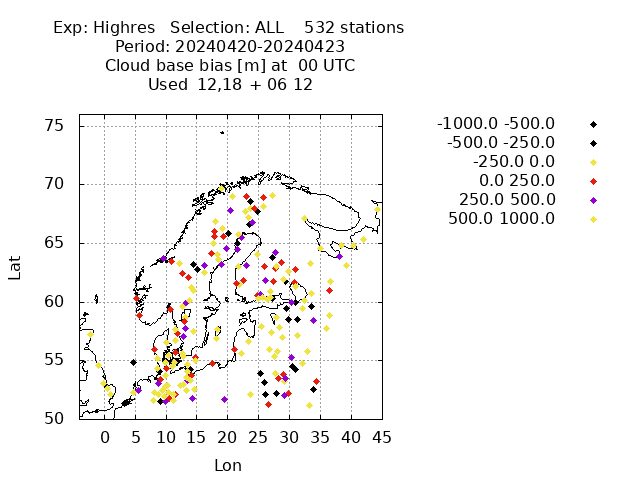 Exp: Highres Selection: ALL 532 stations
Period: 20240420-20240423
Cloud base bias [m] at 00 UTC
Used 12,18 + 06 12
-1000.0 -500.0
-500.0 -250.0
-250.0 0.0
0.0 250.0
250.0 500.0
500.0 1000.0
75
70
65
60
55
50
Lat
0 5 10 15 20 25 30 35 40 45
Lon